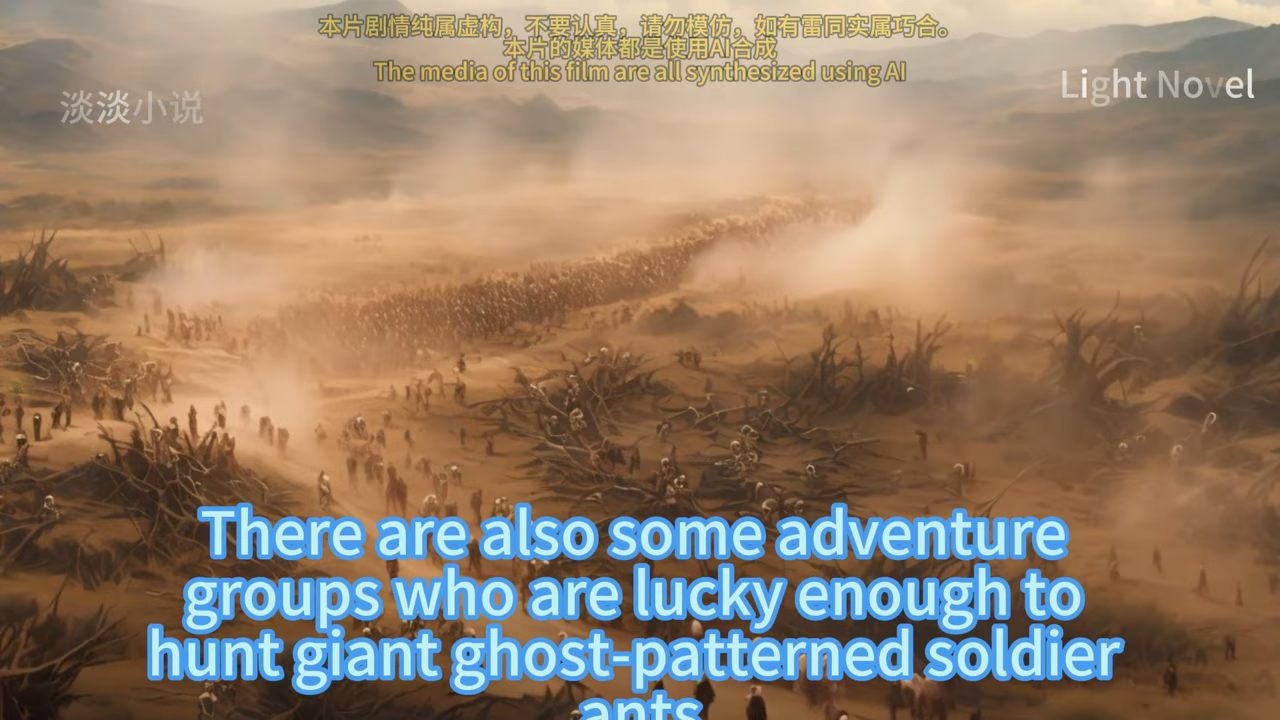 本片剧情纯属虚构，不要认真，请勿模仿，如有雷同实属巧合。
本片的媒体都是使用AI合成
The media of this film are all synthesized using AI
Light Novel
淡淡小说
There are also some adventure
groups who are lucky enough to
hunt giant ghost-patterned soldier
ants